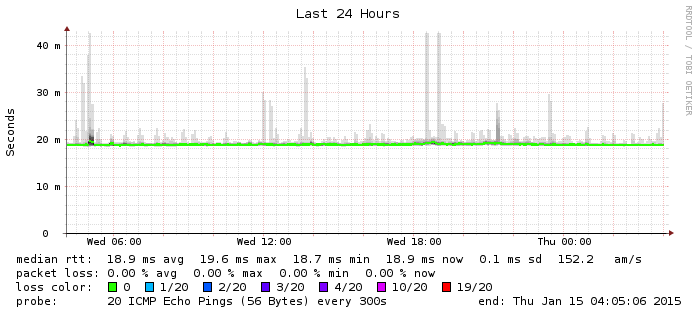 Last 24 Hours
RRDTOOL / TOBI OETIKER
Seconds
40 m
30 m
20 m
10 m
0
Wed 06:00 Wed 12:00 Wed 18:00 Thu 00:00
median rtt: 18.9 ms avg 19.6 ms max 18.7 ms min 18.9 ms now 0.1 ms sd 152.2 am/s
packet loss: 0.00 % avg 0.00 % max 0.00 % min 0.00 % now
loss color: 0 1/20 2/20 3/20 4/20 10/20 19/20
probe: 20 ICMP Echo Pings (56 Bytes) every 300s end: Thu Jan 15 04:05:06 2015